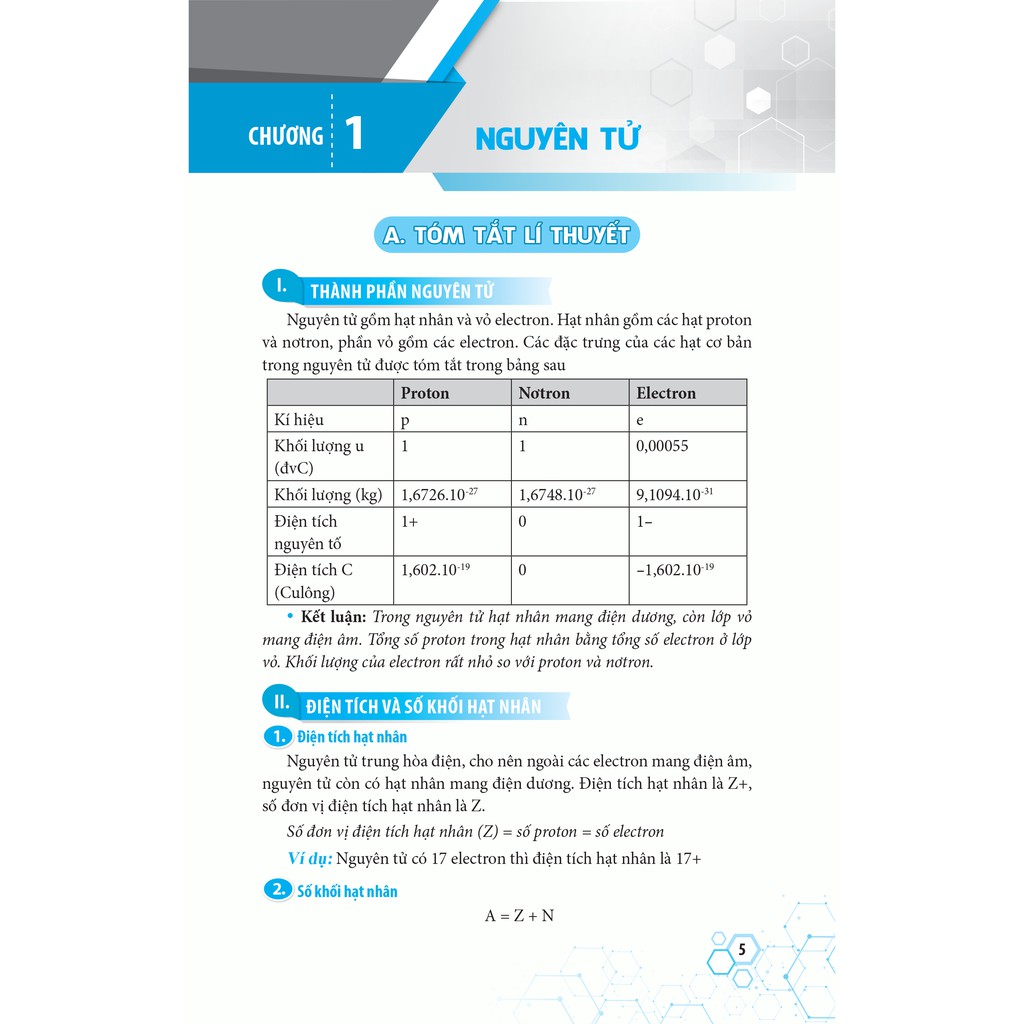 CHƯƠNG 1
NGUYÊN TỬ
A. TÓM TẮT LÍ THUYẾT
I. THÀNH PHẦN NGUYÊN TỬ
Nguyên tử gồm hạt nhân và vỏ electron. Hạt nhân gồm các hạt proton
và nơtron, phần vỏ gồm các electron. Các đặc trưng của các hạt cơ bản
trong nguyên tử được tóm tắt trong bảng sau
Proton Nơtron Electron
Kí hiệu p n e
Khối lượng u 1 1 0,00055
(đvC)
Khối lượng (kg) 1,6726.10⁻²⁷ 1,6748.10⁻²⁷ 9,1094.10⁻³¹
Điện tích 1+ 0 1–
nguyên tố
Điện tích C 1,602.10⁻¹⁹ 0 –1,602.10⁻¹⁹
(Culông)
• Kết luận: Trong nguyên tử hạt nhân mang điện dương, còn lớp vỏ
mang điện âm. Tổng số proton trong hạt nhân bằng tổng số electron ở lớp
vỏ. Khối lượng của electron rất nhỏ so với proton và nơtron.
II. ĐIỆN TÍCH VÀ SỐ KHỐI HẠT NHÂN
1. Điện tích hạt nhân
Nguyên tử trung hòa điện, cho nên ngoài các electron mang điện âm,
nguyên tử còn có hạt nhân mang điện dương. Điện tích hạt nhân là Z+,
số đơn vị điện tích hạt nhân là Z.
Số đơn vị điện tích hạt nhân (Z) = số proton = số electron
Ví dụ: Nguyên tử có 17 electron thì điện tích hạt nhân là 17+
2. Số khối hạt nhân
A = Z + N
5